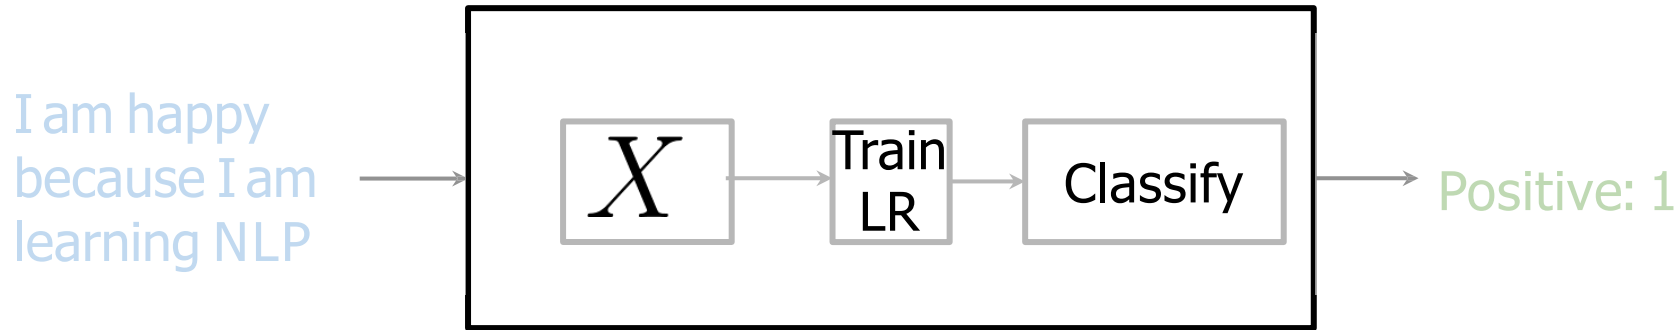 I am happy
because I am
learning NLP
X
Train
LR
Classify
Positive: 1